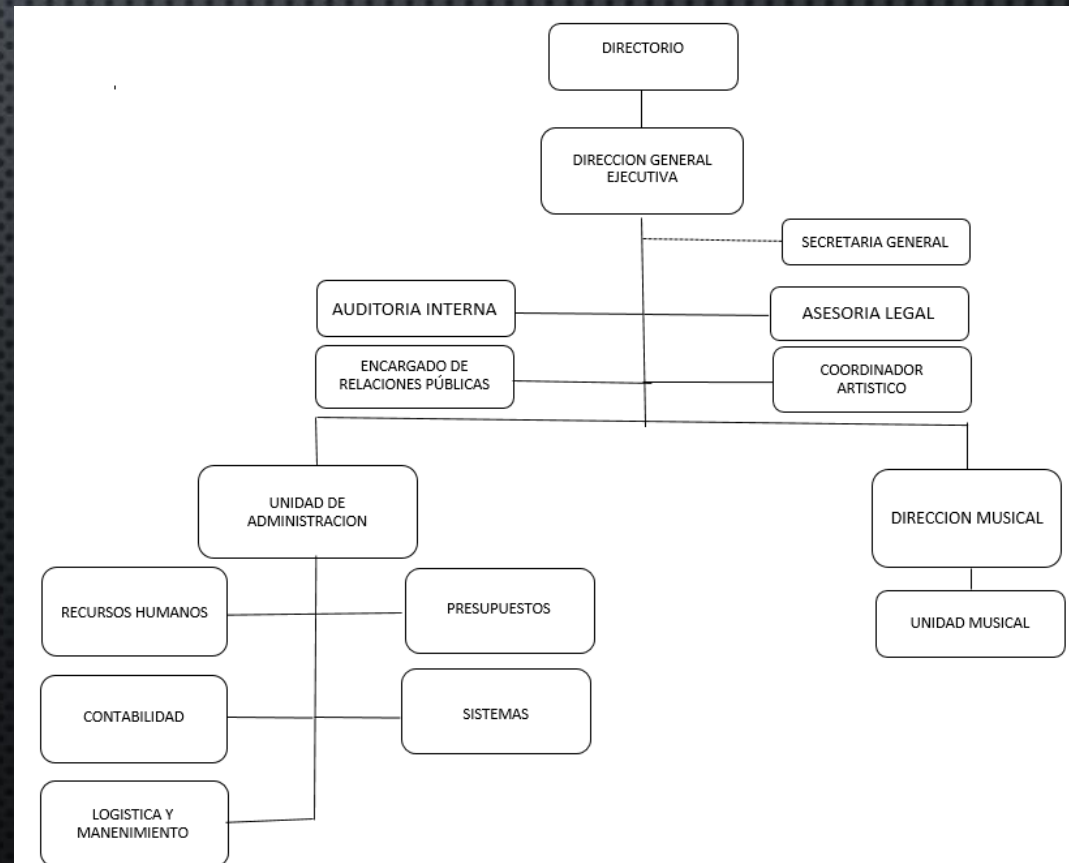 DIRECTORIO
DIRECCION GENERAL
EJECUTIVA
SECRETARIA GENERAL
AUDITORIA INTERNA
ASESORIA LEGAL
ENCARGADO DE
RELACIONES PÚBLICAS
COORDINADOR
ARTISTICO
UNIDAD DE
ADMINISTRACION
DIRECCION MUSICAL
RECURSOS HUMANOS
PRESUPUESTOS
UNIDAD MUSICAL
CONTABILIDAD
SISTEMAS
LOGISTICA Y
MANENIMIENTO